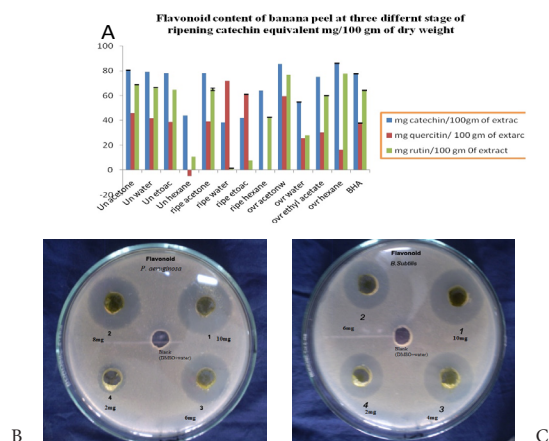 A
Flavonoid content of banana peel at three differnt stage of
ripening catechin equivalent mg/100 gm of dry weight
100
80
60
40
20
0
-20
Un acetone
Un water
Un etoac
Un hexane
ripe acetone
ripe water
ripe etoac
ripe hexane
ovr acetonw
ovr water
ovr ethyl acetate
ovr hexane
BHA
mg catechin/100gm of extrac
mg quercitin/ 100 gm of extarc
mg rutin/100 gm 0f extract
B
Flavonoid
P. aeruginosa
2
8mg
1
10mg
Blank
(DMSO+water)
4
2mg
3
6mg
C
Flavonoid
B.Subtilis
2
6mg
1
10mg
Blank
(DMSO+water)
4
2mg
3